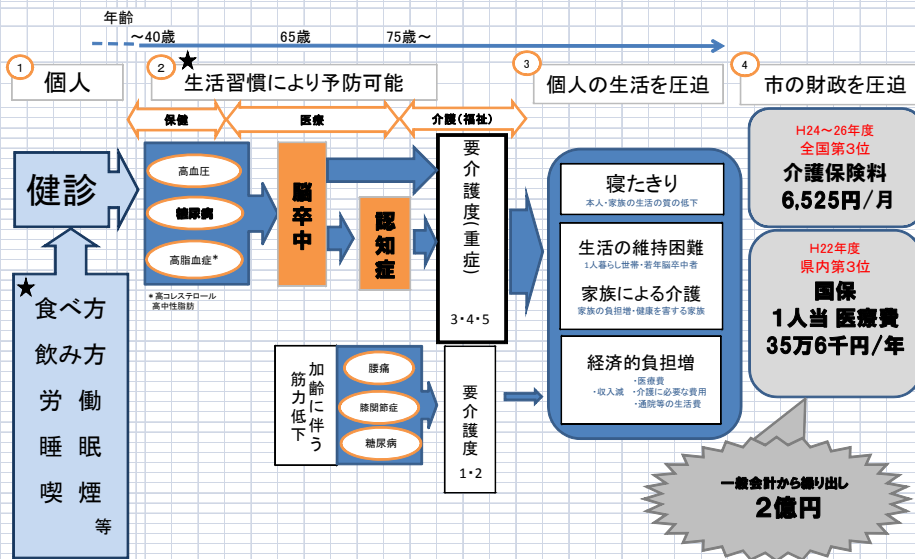 年齢
～40歳
65歳
75歳～
1
個人
2
★
生活習慣により予防可能
3
個人の生活を圧迫
4
市の財政を圧迫
保健
医療
介護(福祉)
健診
高血圧
糖尿病
高脂血症*
*高コレステロール
高中性脂肪
脳卒中
認知症
要介護度(重症)
3・4・5
★
食べ方
飲み方
労働
睡眠
喫煙
等
加齢に伴う
筋力低下
腰痛
膝関節症
糖尿病
要介護度
1・2
寝たきり
本人・家族の生活の質の低下
生活の維持困難
1人暮らし世帯・若年脳卒中者
家族による介護
家族の負担増・健康を害する家族
経済的負担増
・医療費
・収入減 ・介護に必要な費用
・通院等の生活費
H24～26年度
全国第3位
介護保険料
6,525円/月
H22年度
県内第3位
国保
1人当 医療費
35万6千円/年
一般会計から繰り出し
2億円